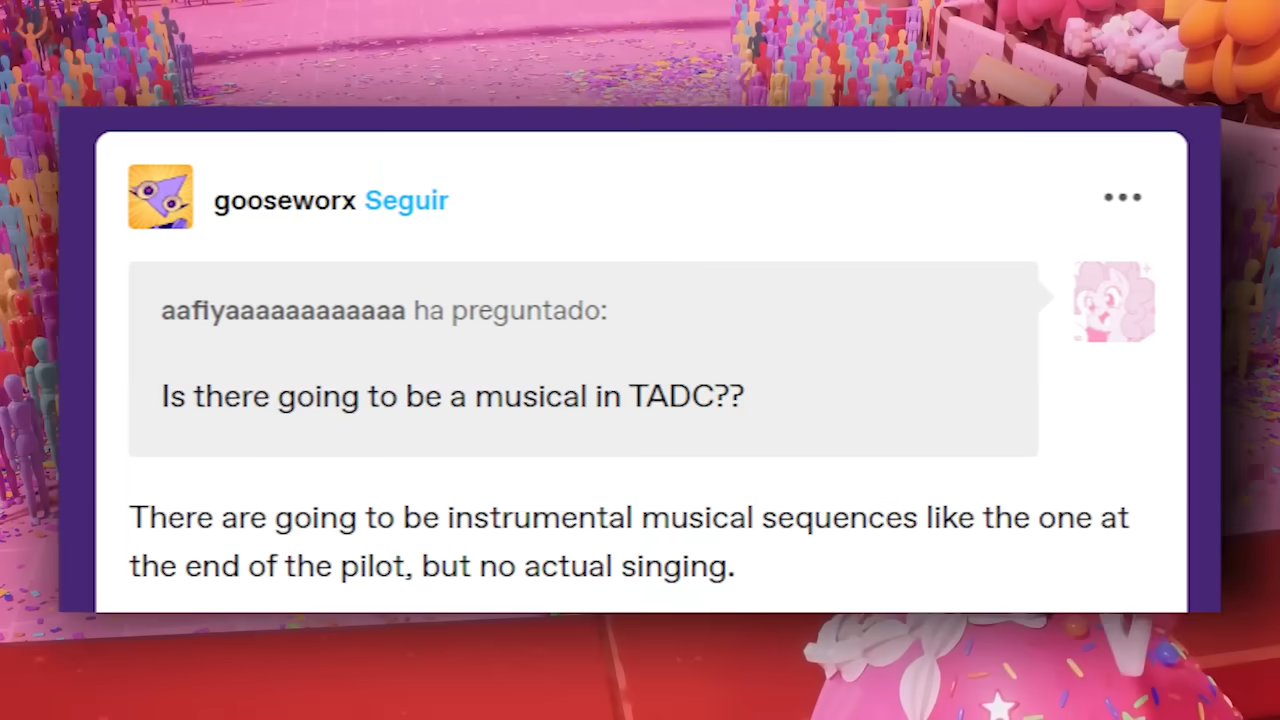 gooseworx Seguir
aafiyaaaaaaaaaaaaa ha preguntado:
Is there going to be a musical in TADC??
There are going to be instrumental musical sequences like the one at
the end of the pilot, but no actual singing.